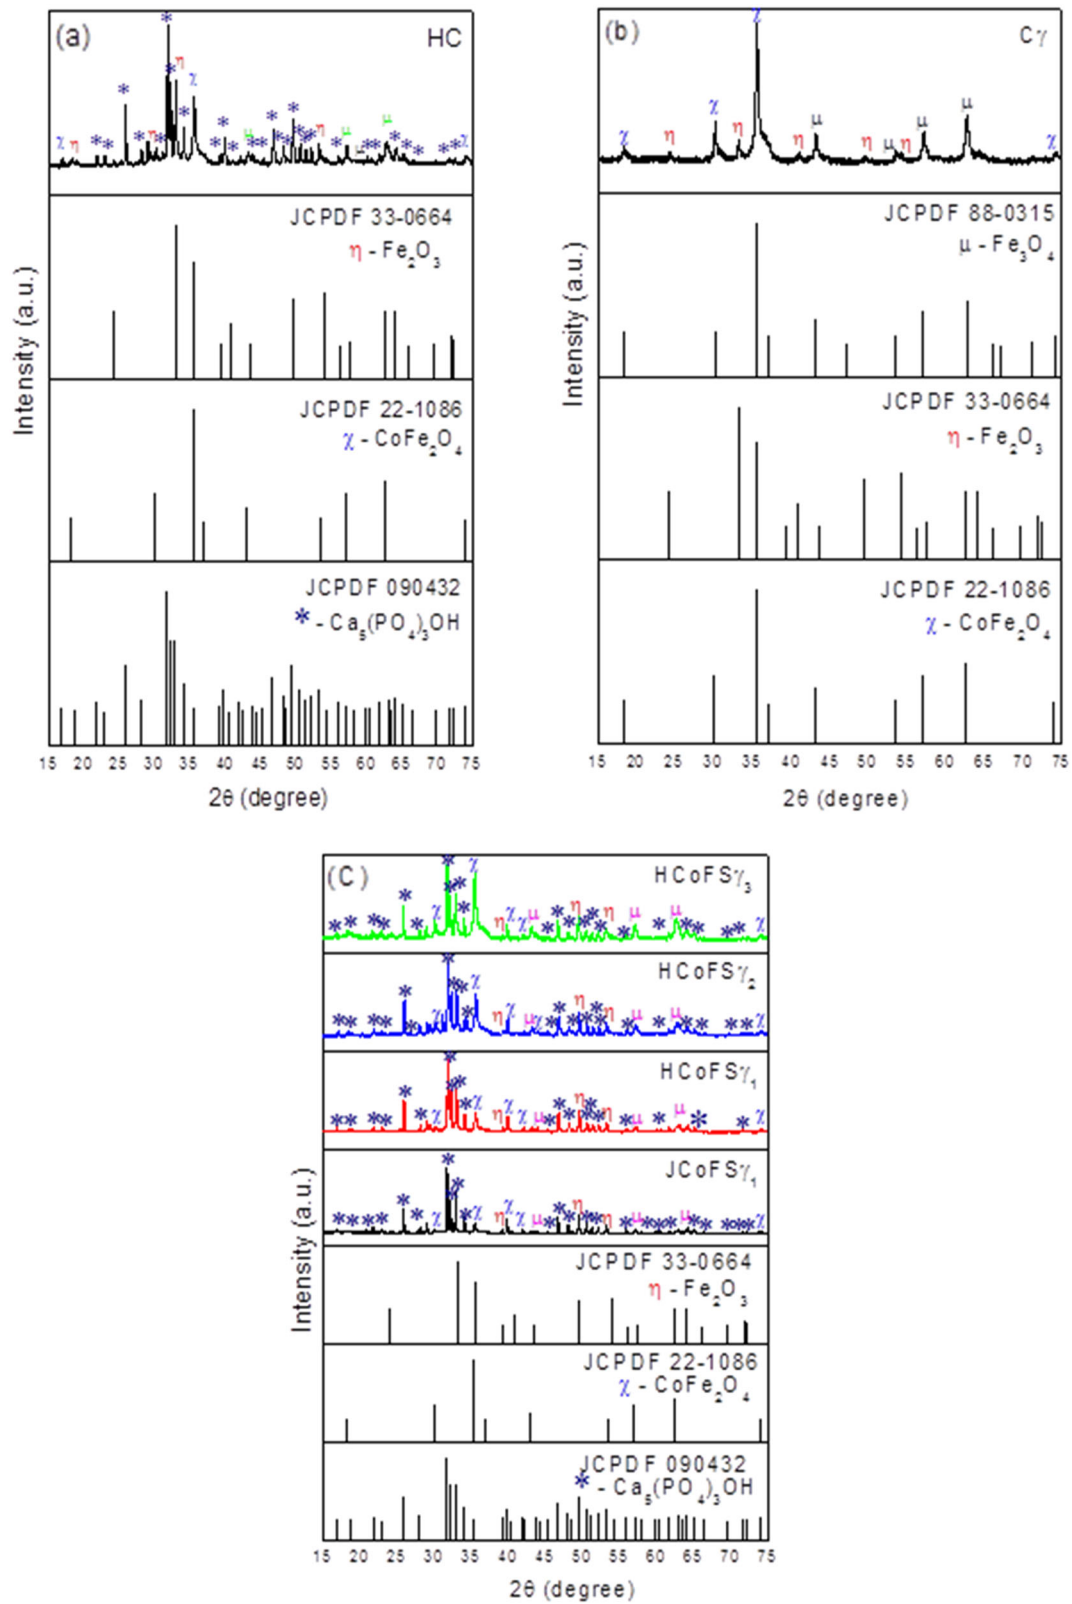 (a)
HC
* χ η * * * * * η * * * η * χ * * μ * * * * * * * η * μ μ * * μ * * * * * χ
JCPDF 33-0664
η - Fe₂O₃
JCPDF 22-1086
χ - CoFe₂O₄
JCPDF 090432
* - Ca₅(PO₄)₃OH
Intensity (a.u.)
15 20 25 30 35 40 45 50 55 60 65 70 75
2θ (degree)
(b)
Cγ
χ η χ η χ η μ η μ η μ μ χ
JCPDF 88-0315
μ - Fe₃O₄
JCPDF 33-0664
η - Fe₂O₃
JCPDF 22-1086
χ - CoFe₂O₄
Intensity (a.u.)
15 20 25 30 35 40 45 50 55 60 65 70 75
2θ (degree)
(C)
HCoFSγ₃
HCoFSγ₂
HCoFSγ₁
JCoFSγ₁
JCPDF 33-0664
η - Fe₂O₃
JCPDF 22-1086
χ - CoFe₂O₄
JCPDF 090432
* - Ca₅(PO₄)₃OH
Intensity (a.u.)
15 20 25 30 35 40 45 50 55 60 65 70 75
2θ (degree)